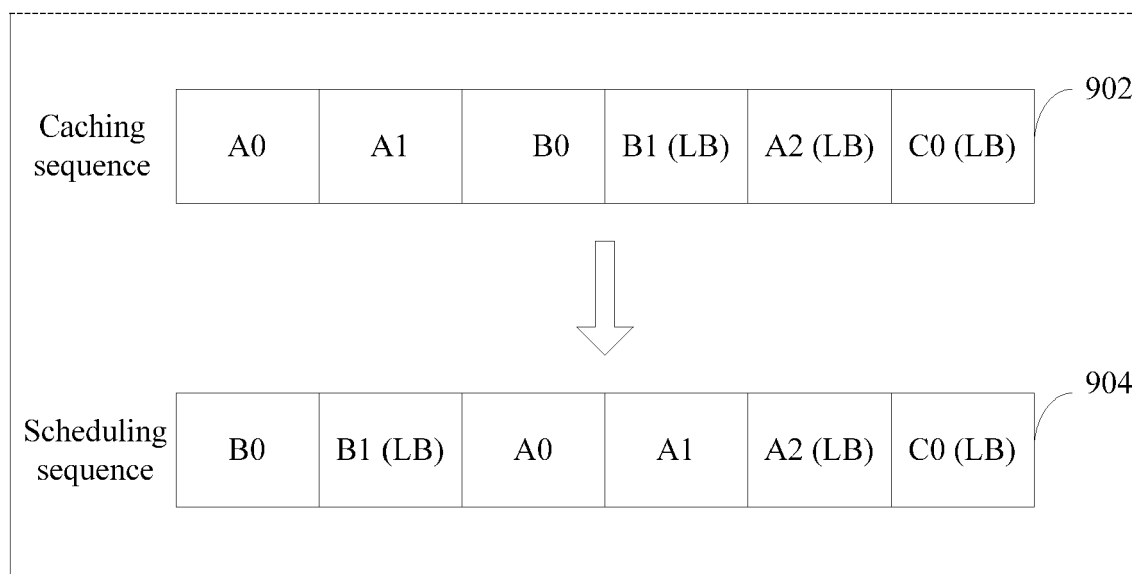 902
Caching
sequence
A0 A1 B0 B1 (LB) A2 (LB) C0 (LB)
904
Scheduling
sequence
B0 B1 (LB) A0 A1 A2 (LB) C0 (LB)